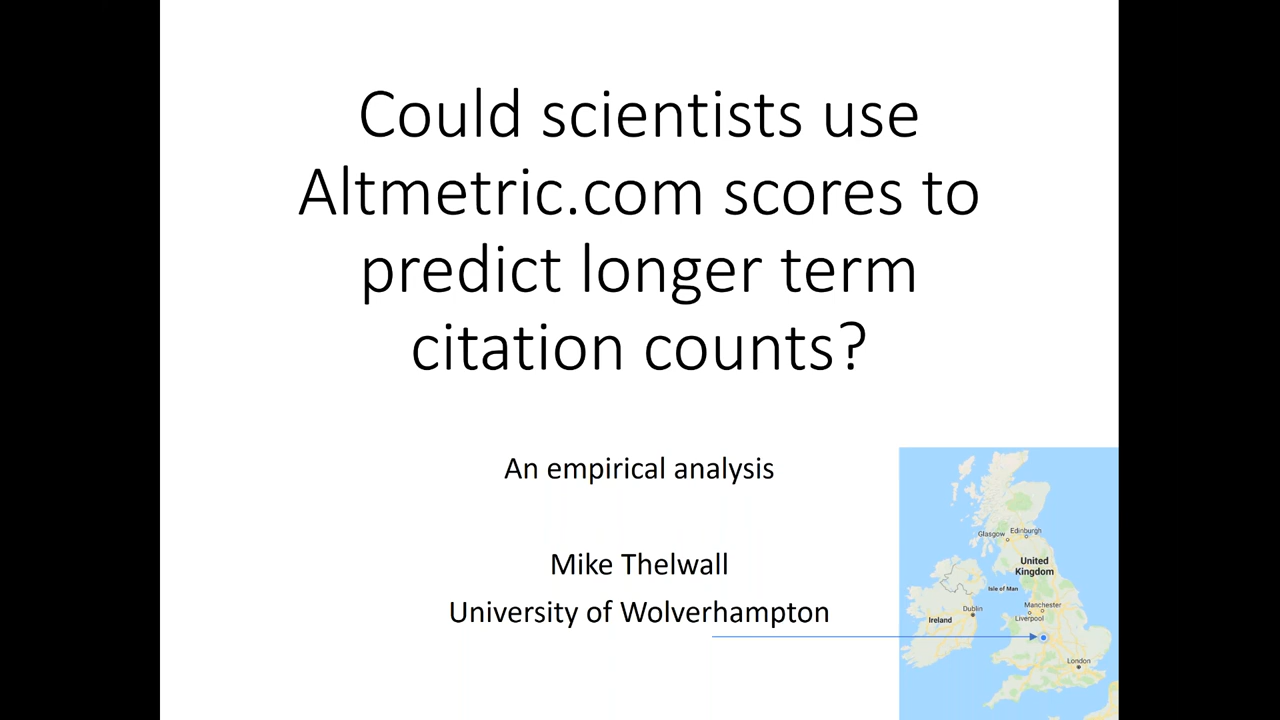 Could scientists use
Altmetric.com scores to
predict longer term
citation counts?
An empirical analysis
Mike Thelwall
University of Wolverhampton
Glasgow
Edinburgh
United
Kingdom
Isle of Man
Dublin
Manchester
Liverpool
Ireland
London